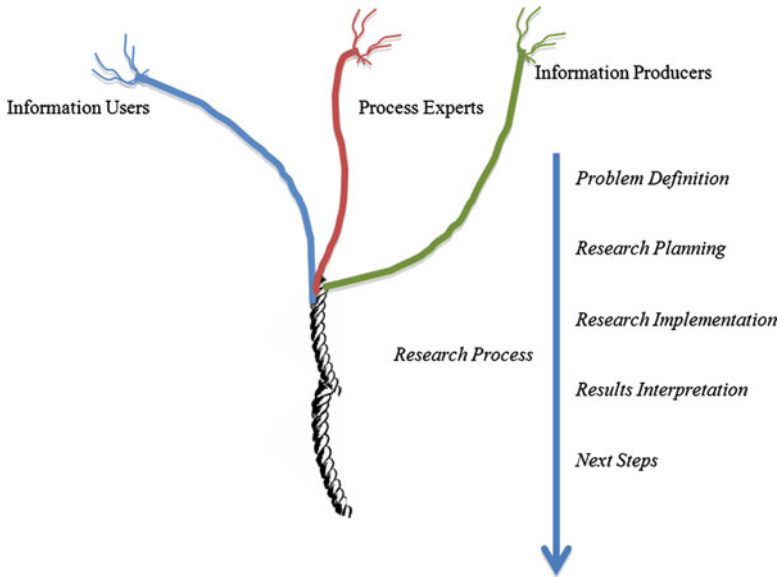 Information Users
Process Experts
Information Producers
Problem Definition
Research Planning
Research Implementation
Research Process
Results Interpretation
Next Steps